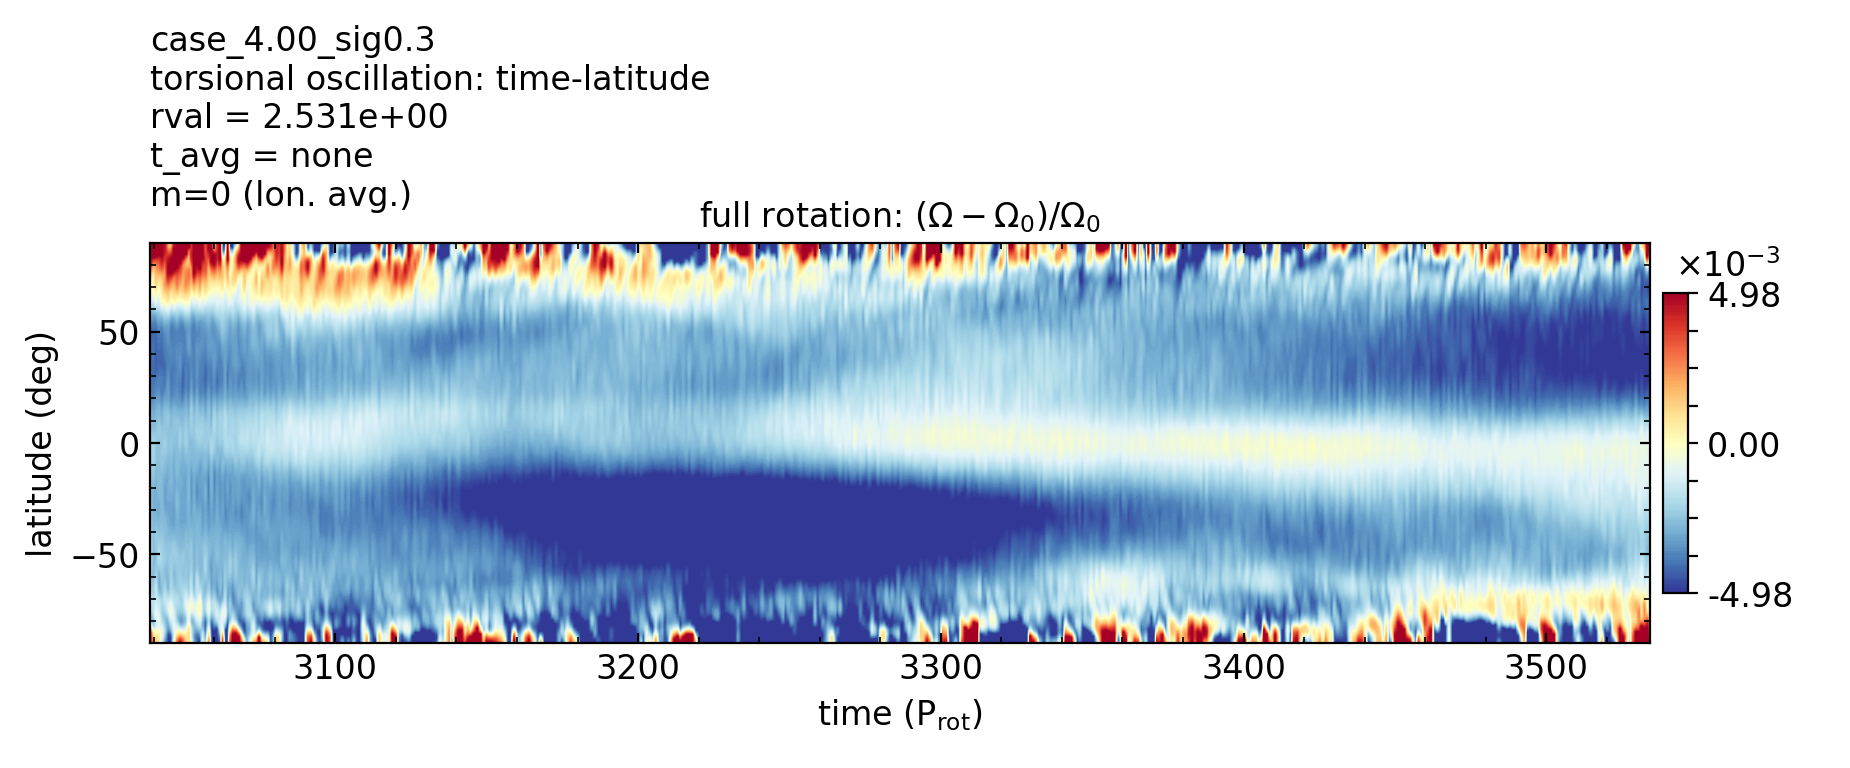 case_4.00_sig0.3
torsional oscillation: time-latitude
rval = 2.531e+00
t_avg = none
m=0 (lon. avg.)
full rotation: (Ω − Ω₀)/Ω₀
×10⁻³
4.98
0.00
-4.98
latitude (deg)
50
0
−50
3100 3200 3300 3400 3500
time (P_rot)